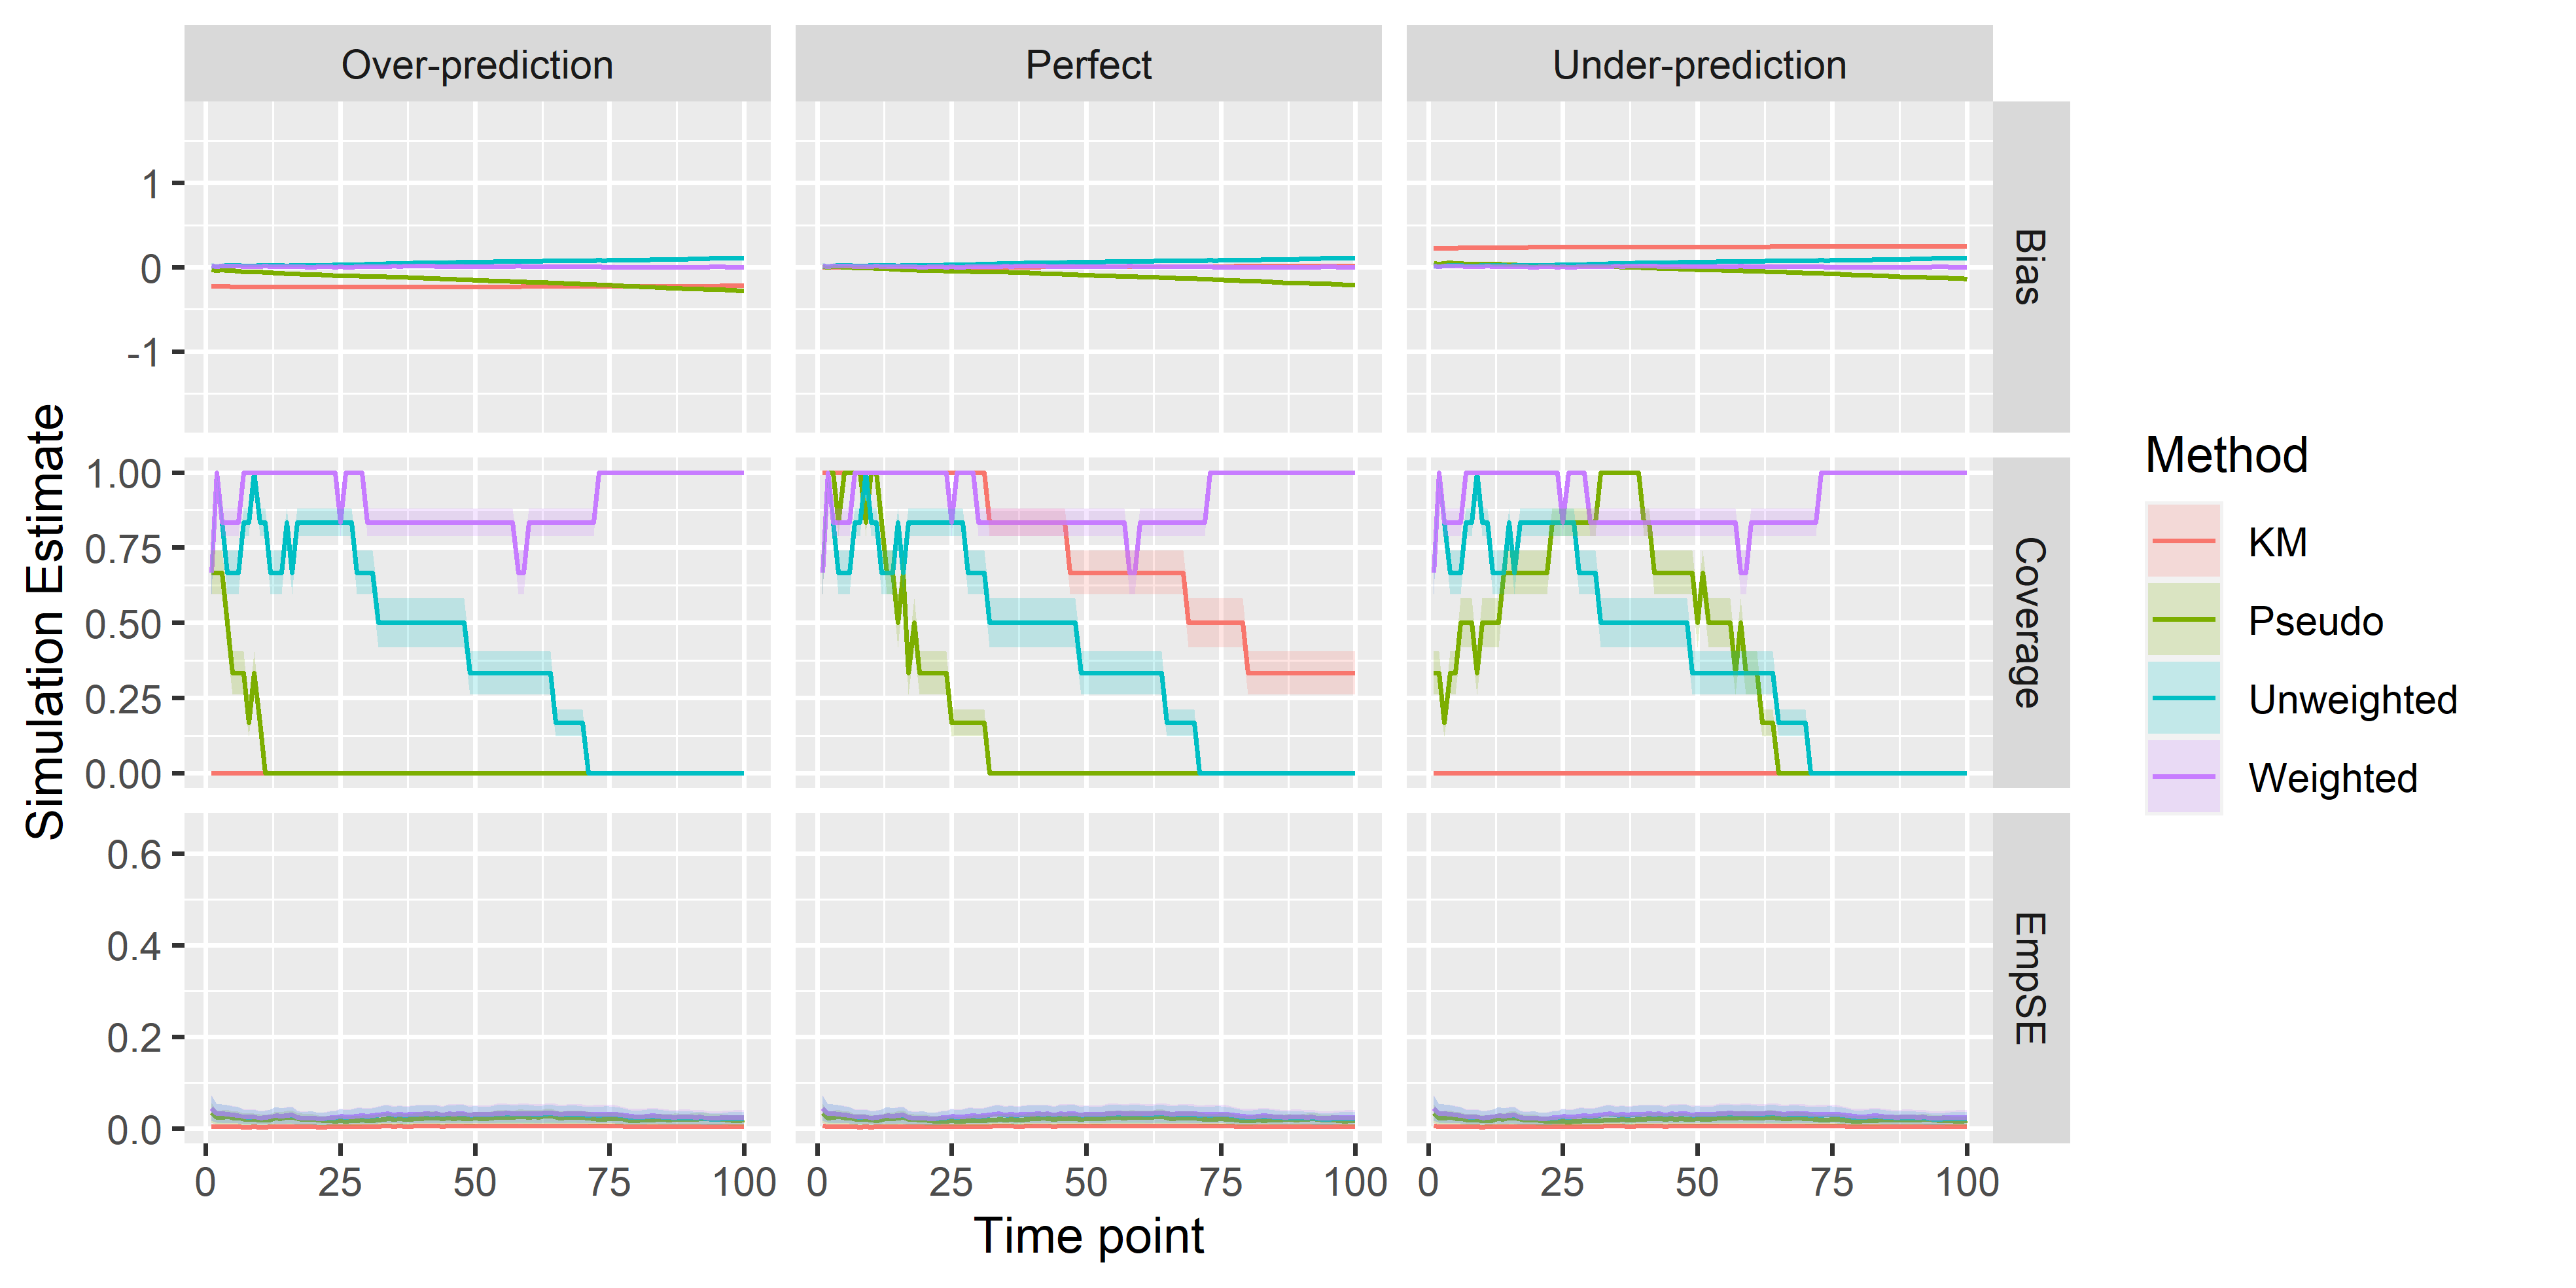 Over-prediction
Perfect
Under-prediction
Simulation Estimate
1
0
-1
Bias
1.00
0.75
0.50
0.25
0.00
Coverage
0.6
0.4
0.2
0.0
EmpSE
0 25 50 75 100
0 25 50 75 100
0 25 50 75 100
Time point
Method
KM
Pseudo
Unweighted
Weighted